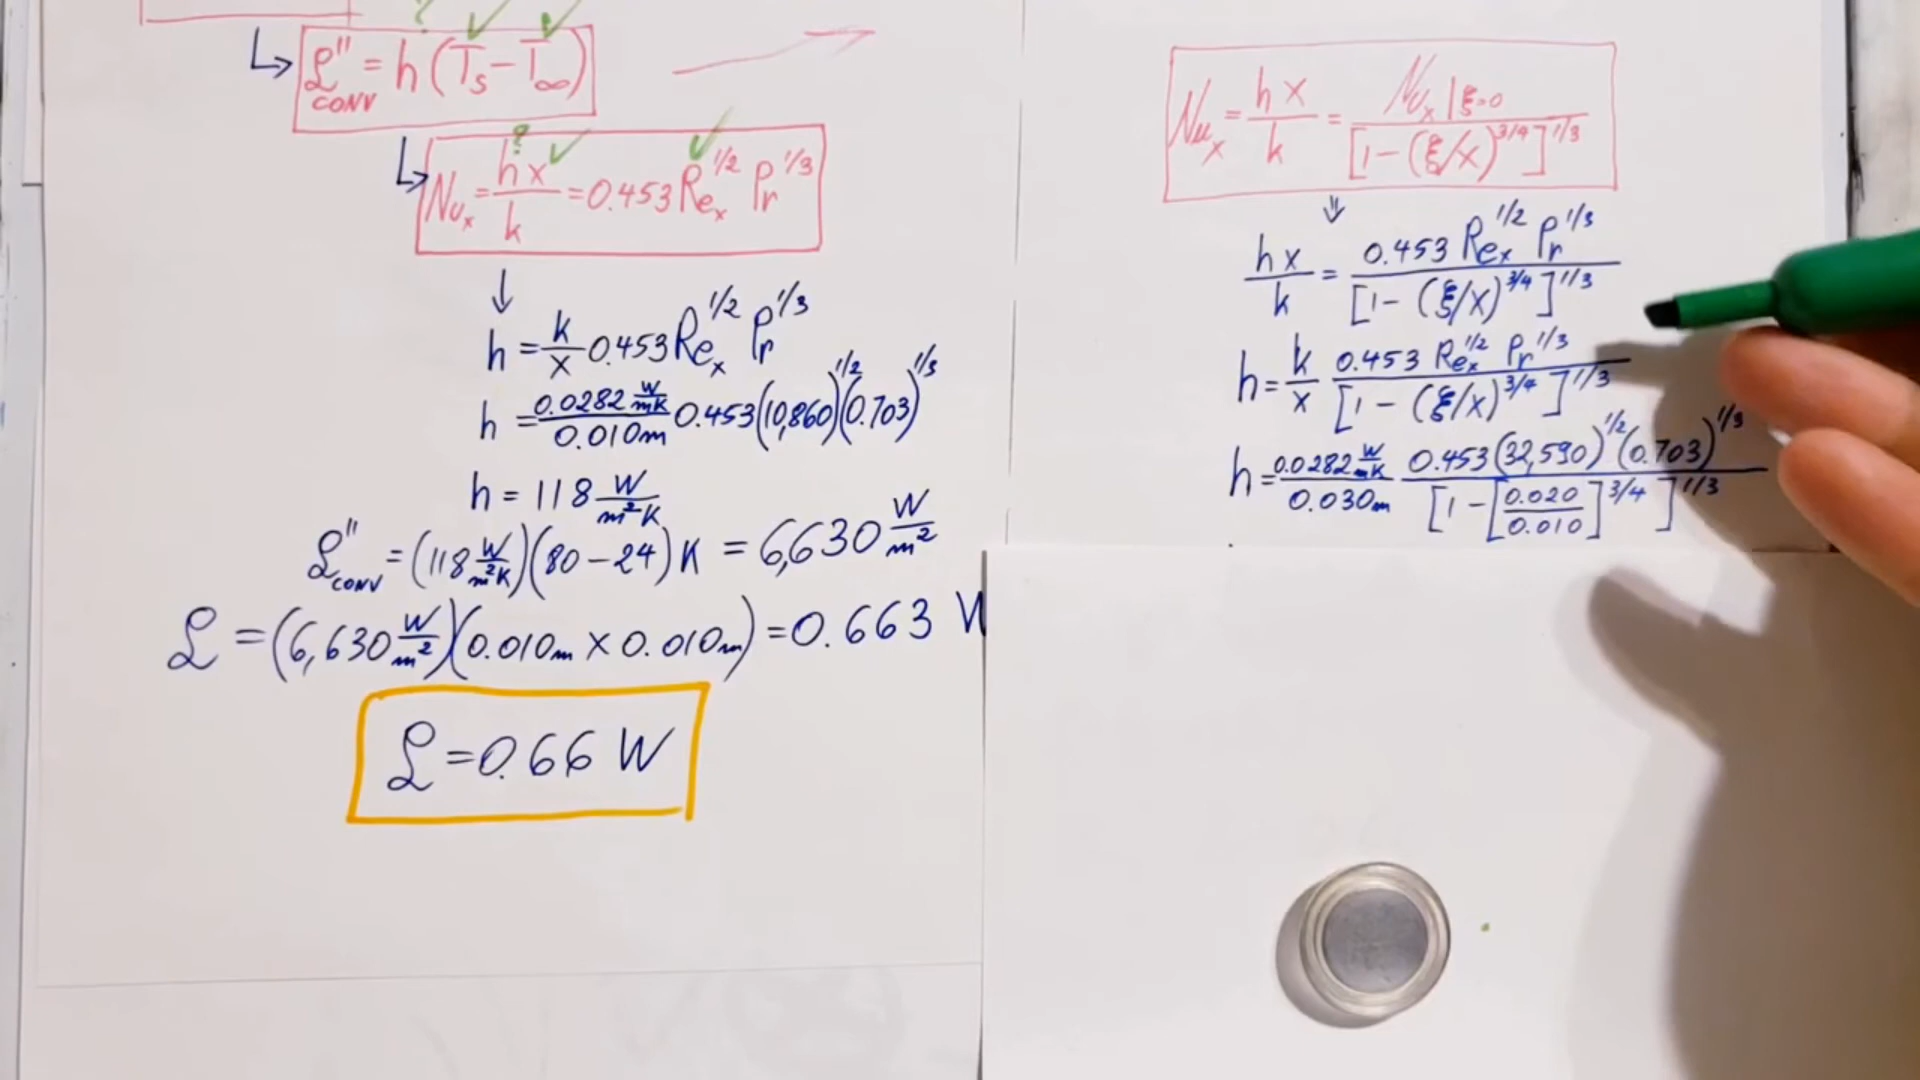 ?
q''CONV = h (Ts − T∞)
?
Nux = hx/k = 0.453 Rex^1/2 Pr^1/3
h = k/x 0.453 Rex^1/2 Pr^1/3
h = 0.0282 W/mK / 0.010m 0.453 (10,860)^1/2 (0.703)^1/3
h = 118 W/m²K
q''CONV = (118 W/m²K)(80 − 24) K = 6,630 W/m²
q = (6,630 W/m²)(0.010m x 0.010m) = 0.663 W
q = 0.66 W
Nux = hx/k = Nux|ξ=0 / [1 − (ξ/x)^3/4]^1/3
hx/k = 0.453 Rex^1/2 Pr^1/3 / [1 − (ξ/x)^3/4]^1/3
h = k/x 0.453 Rex^1/2 Pr^1/3 / [1 − (ξ/x)^3/4]^1/3
h = 0.0282 W/mK / 0.030m 0.453 (32,590)^1/2 (0.703)^1/3 / [1 − [0.020/0.010]^3/4]^1/3